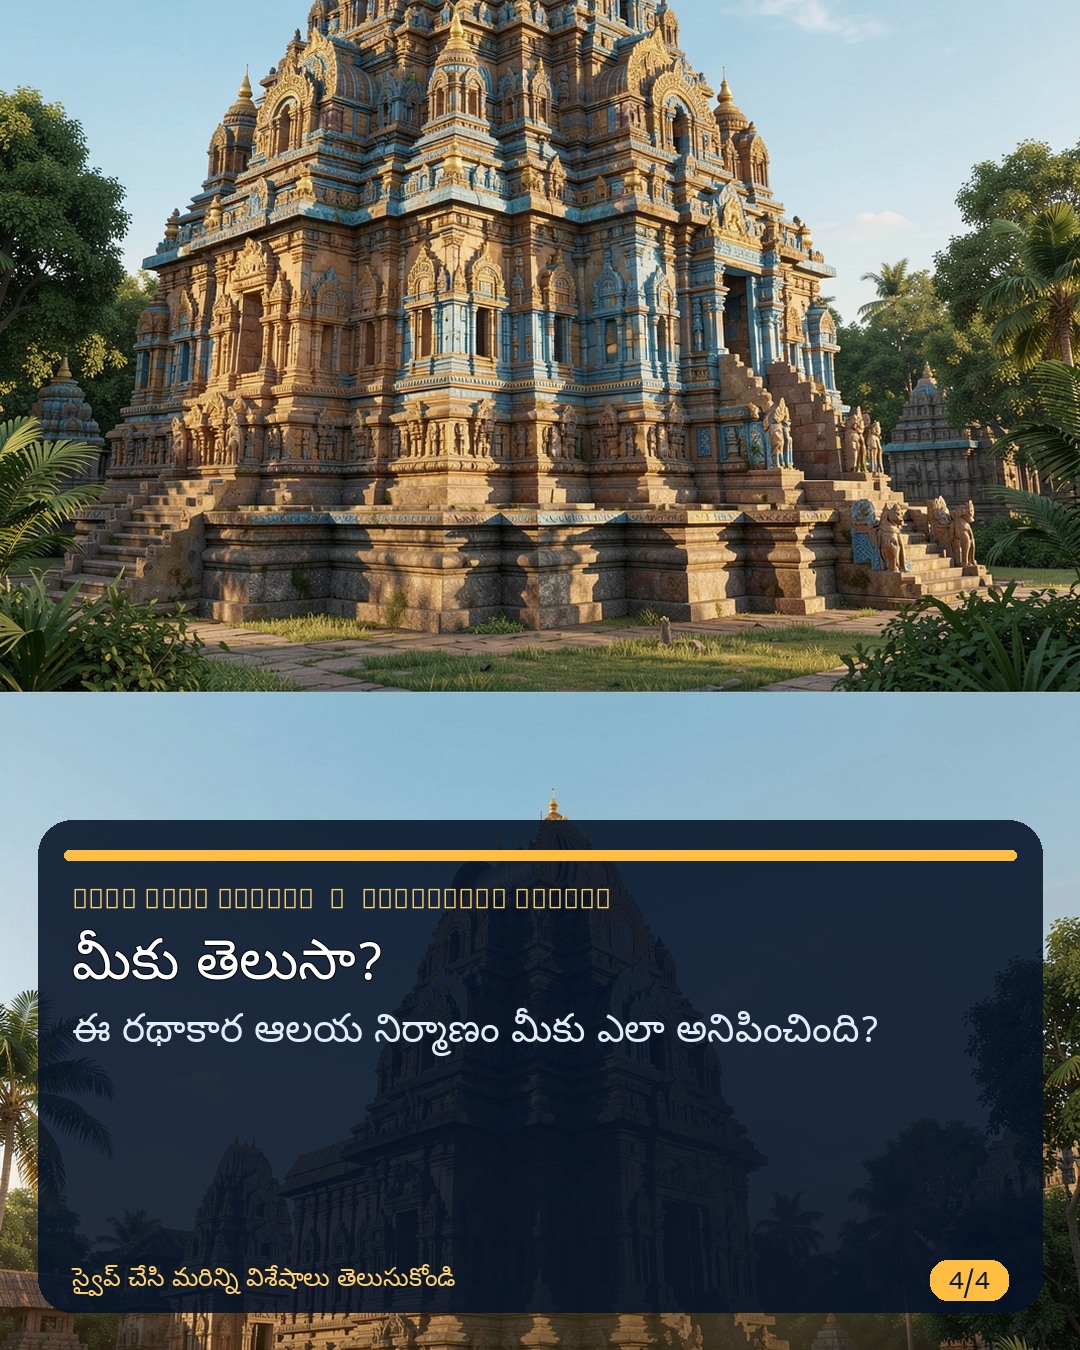 మీకు తెలుసా?
ఈ రథాకార ఆలయ నిర్మాణం మీకు ఎలా అనిపించింది?
స్వైప్ చేసి మరిన్ని విశేషాలు తెలుసుకోండి
4/4